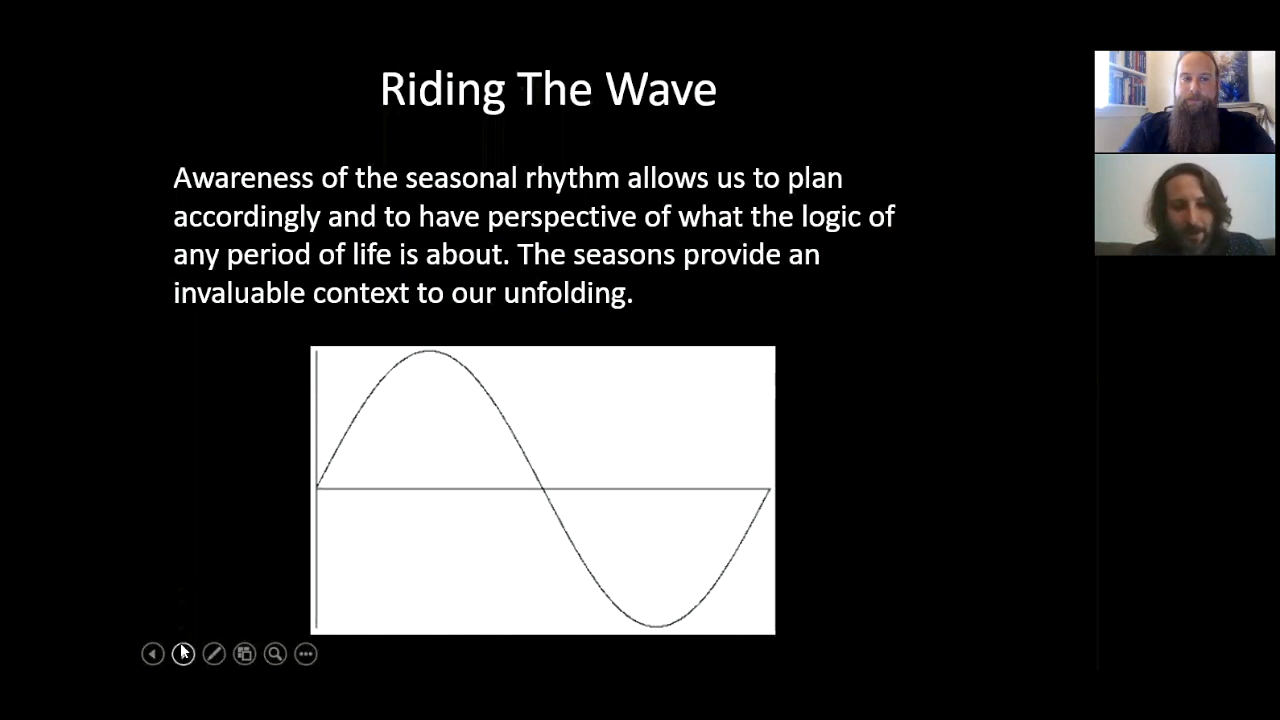 Riding The Wave
Awareness of the seasonal rhythm allows us to plan
accordingly and to have perspective of what the logic of
any period of life is about. The seasons provide an
invaluable context to our unfolding.